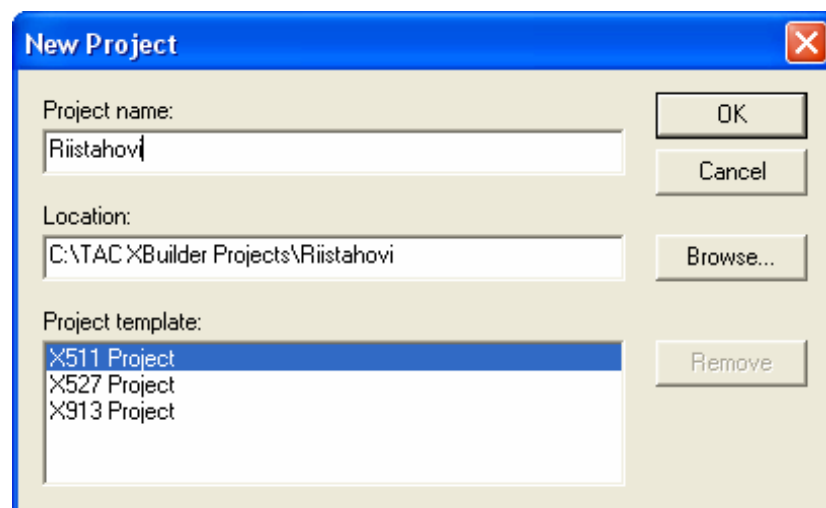 New Project
Project name:
Riistahovi
OK
Cancel
Location:
C:\TAC XBuilder Projects\Riistahovi
Browse...
Project template:
X511 Project
X527 Project
X913 Project
Remove